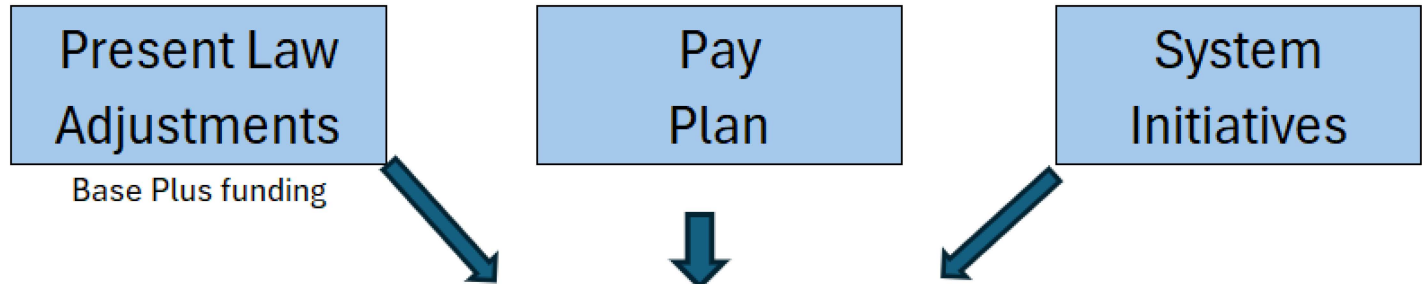 Present Law
Adjustments
Base Plus funding
Pay
Plan
System
Initiatives